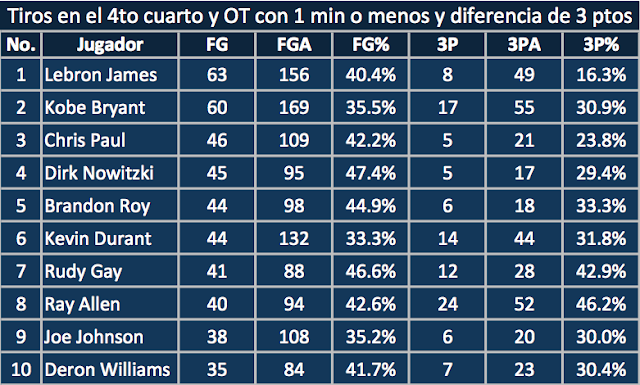 Tiros en el 4to cuarto y OT con 1 min o menos y diferencia de 3 ptos
No. Jugador FG FGA FG% 3P 3PA 3P%
1 Lebron James 63 156 40.4% 8 49 16.3%
2 Kobe Bryant 60 169 35.5% 17 55 30.9%
3 Chris Paul 46 109 42.2% 5 21 23.8%
4 Dirk Nowitzki 45 95 47.4% 5 17 29.4%
5 Brandon Roy 44 98 44.9% 6 18 33.3%
6 Kevin Durant 44 132 33.3% 14 44 31.8%
7 Rudy Gay 41 88 46.6% 12 28 42.9%
8 Ray Allen 40 94 42.6% 24 52 46.2%
9 Joe Johnson 38 108 35.2% 6 20 30.0%
10 Deron Williams 35 84 41.7% 7 23 30.4%